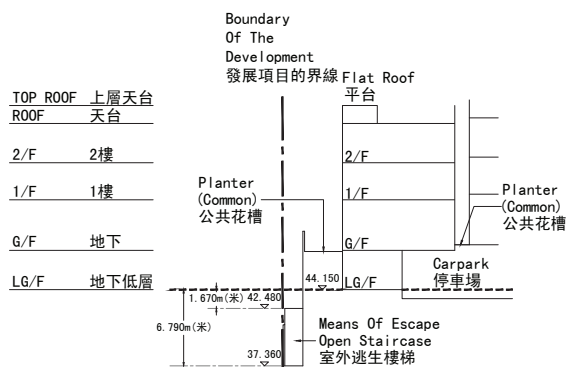 Boundary
Of The
Development
發展項目的界線
Flat Roof
平台
TOP ROOF 上層天台
ROOF 天台
2/F 2樓
1/F 1樓
G/F 地下
LG/F 地下低層
2/F
1/F
G/F
LG/F
Planter
(Common)
公共花槽
Planter
(Common)
公共花槽
Carpark
停車場
44.150
1.670m(米) 42.480
6.790m(米)
37.360
Means Of Escape
Open Staircase
室外逃生樓梯